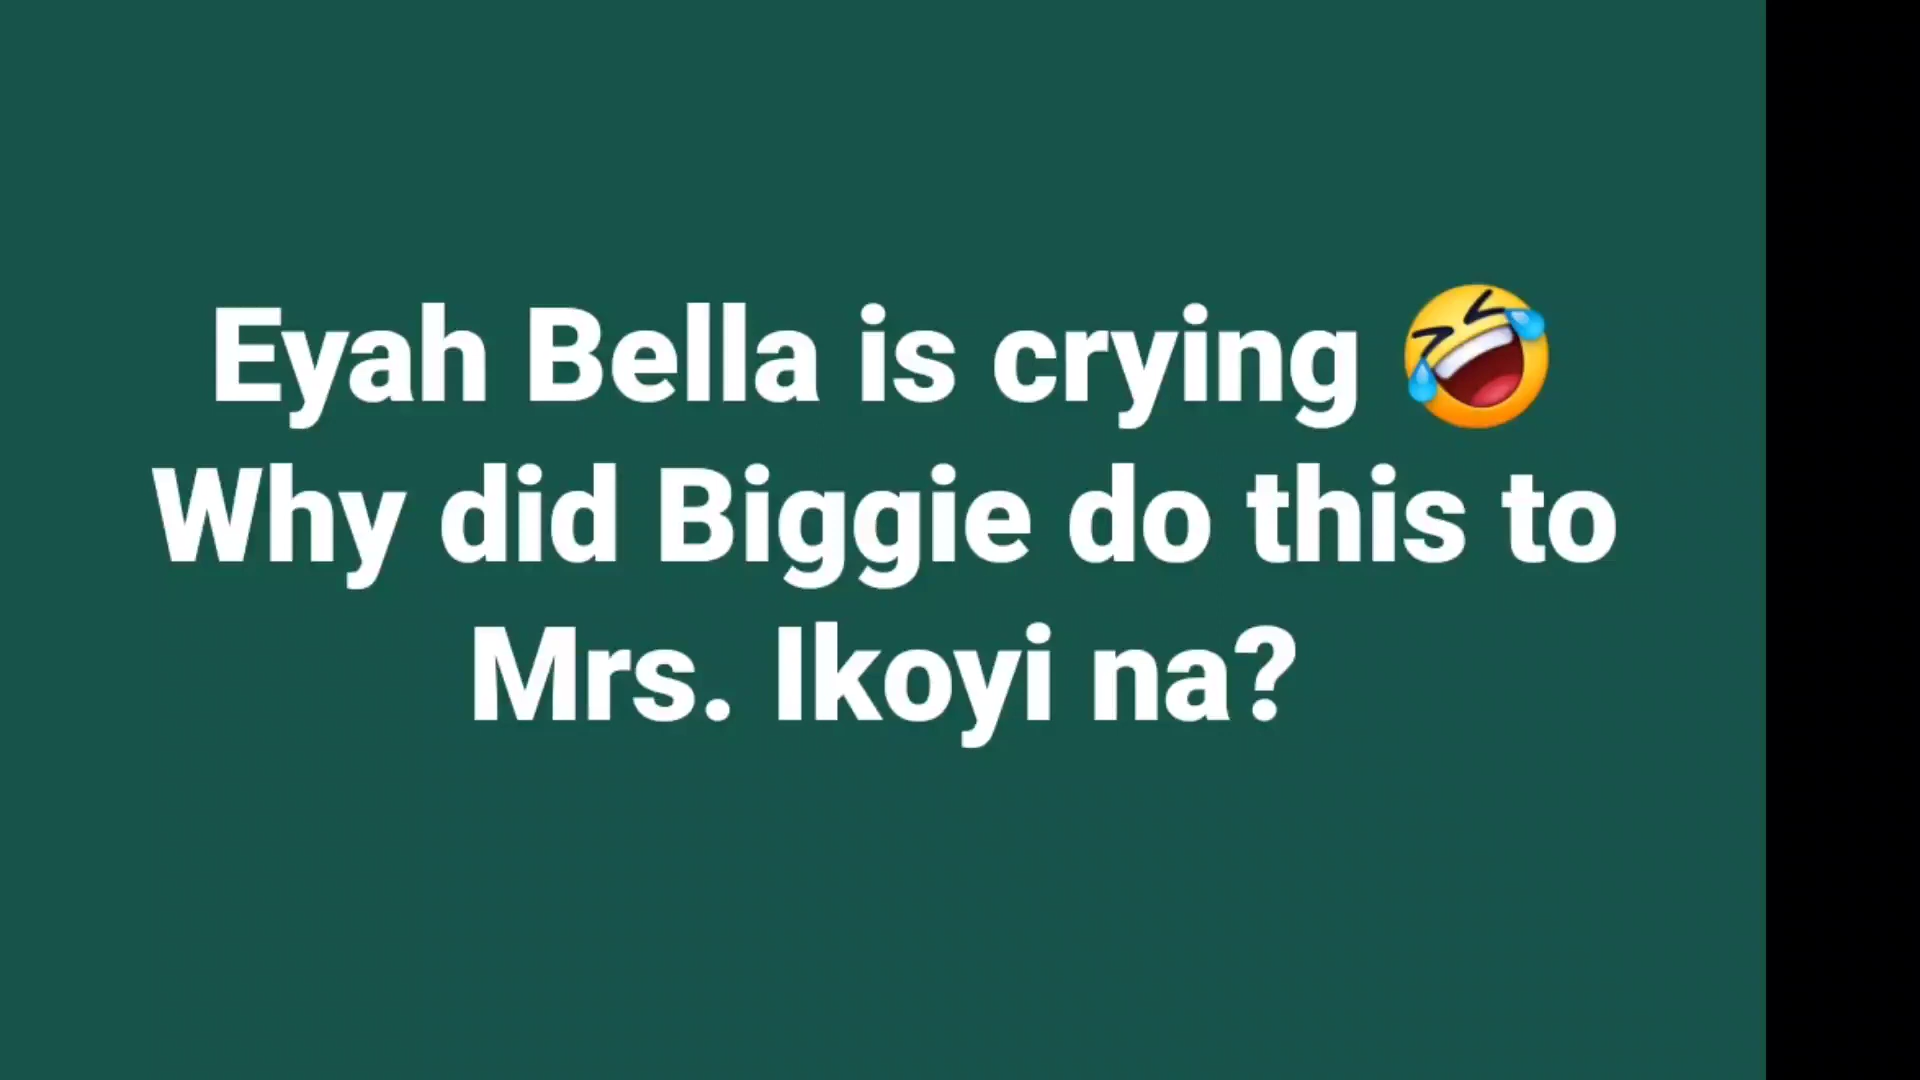 Eyah Bella is crying 🤣
Why did Biggie do this to
Mrs. Ikoyi na?